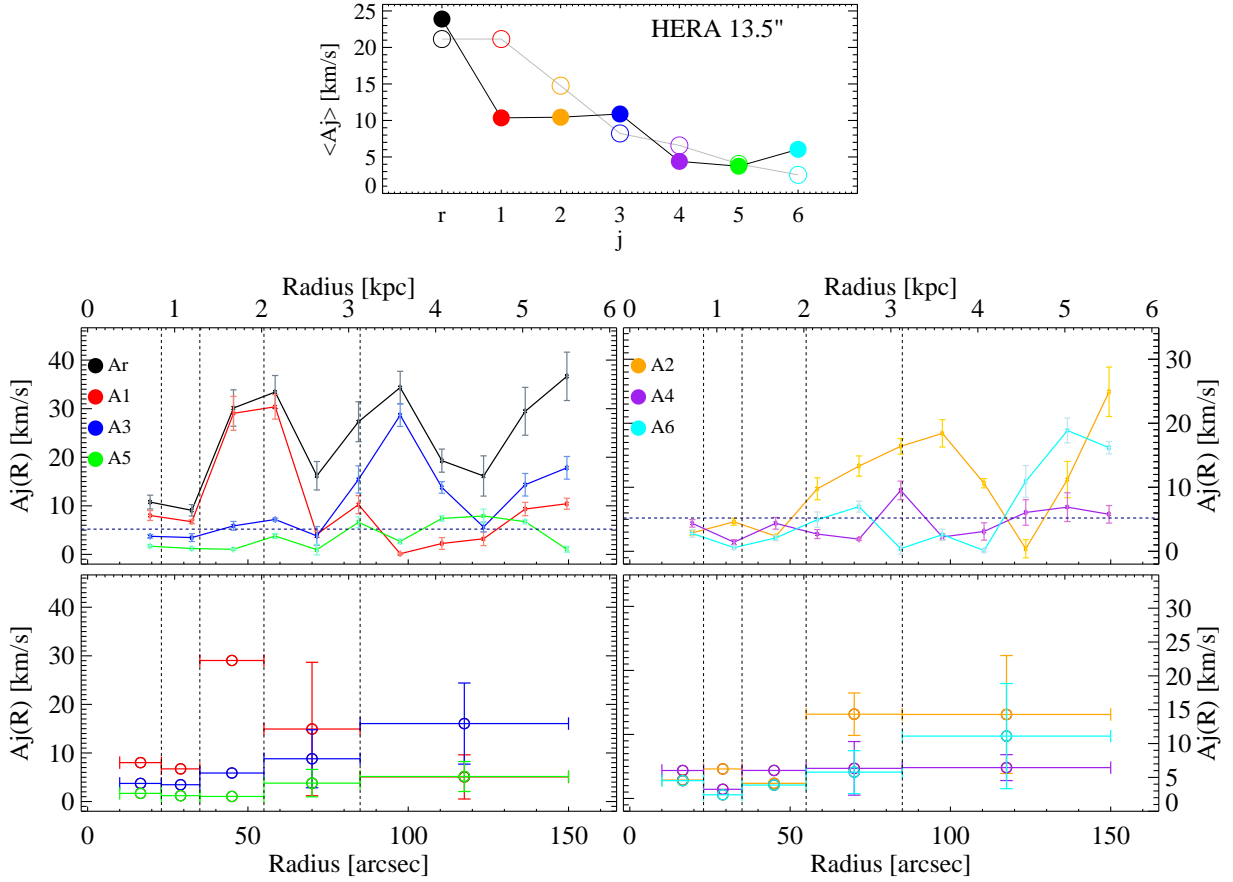 HERA 13.5"
25
20
15
10
5
0
<Aj> [km/s]
r 1 2 3 4 5 6
j
Radius [kpc] Radius [kpc]
0 1 2 3 4 5 6 0 1 2 3 4 5 6
Ar
A1
A3
A5
40
30
20
10
0
Aj(R) [km/s]
A2
A4
A6
30
20
10
0
Aj(R) [km/s]
40
30
20
10
0
Aj(R) [km/s]
30
25
20
15
10
5
0
Aj(R) [km/s]
0 50 100 150 0 50 100 150
Radius [arcsec] Radius [arcsec]